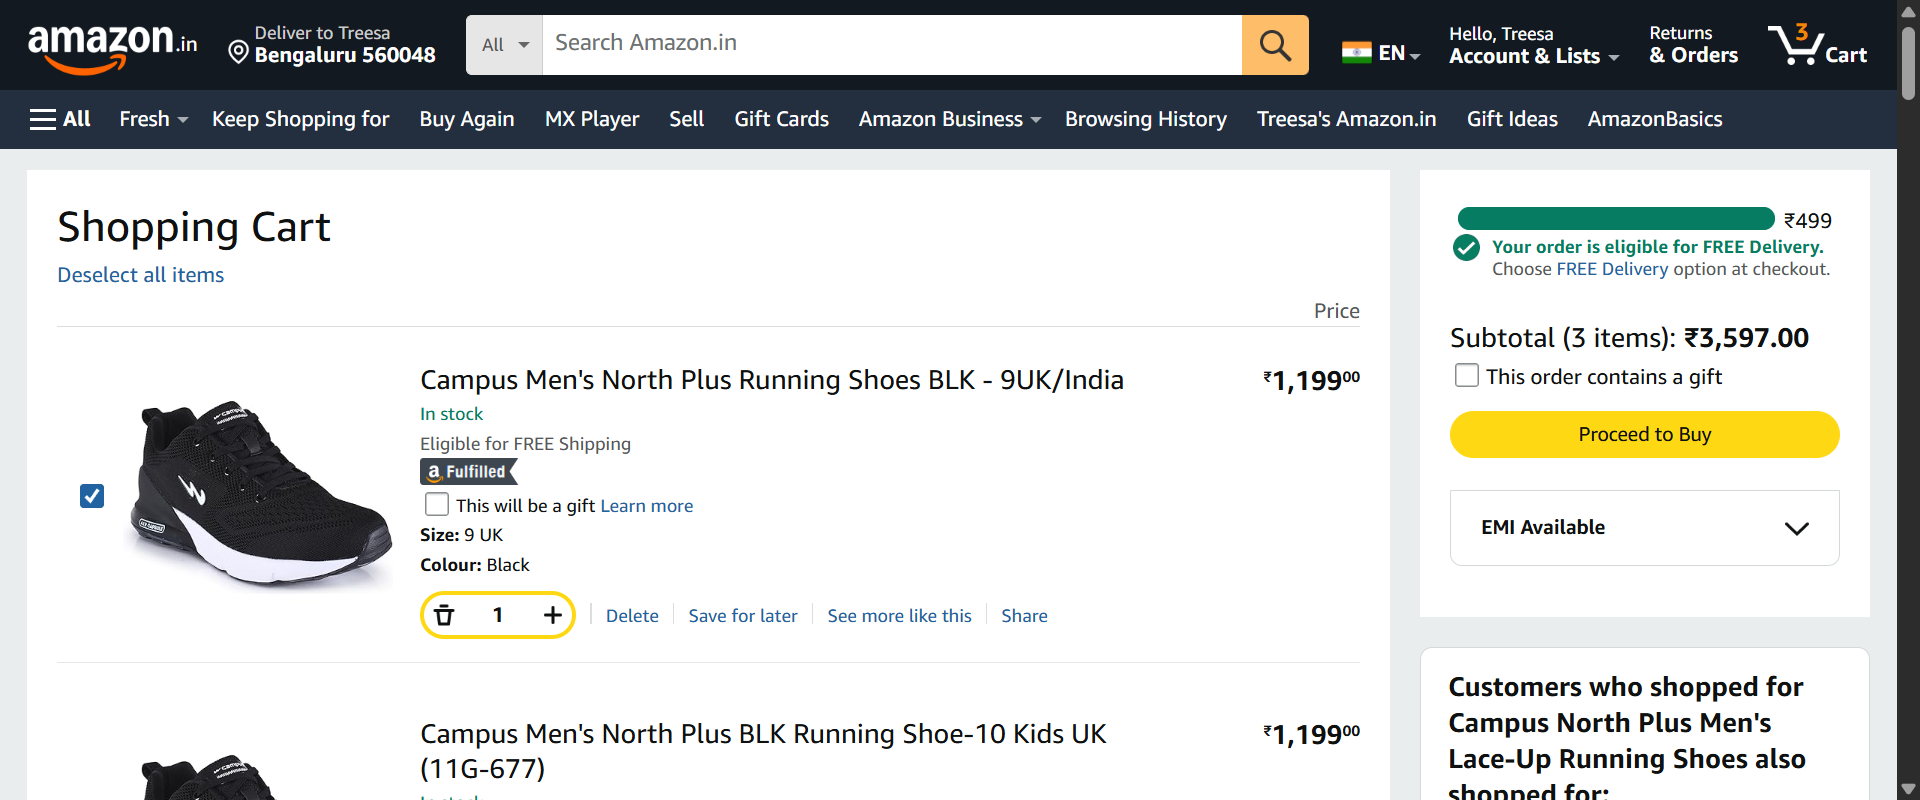 amazon.in
Deliver to Treesa
Bengaluru 560048
All
Search Amazon.in
EN
Hello, Treesa
Account & Lists
Returns
& Orders
3
Cart
All
Fresh
Keep Shopping for
Buy Again
MX Player
Sell
Gift Cards
Amazon Business
Browsing History
Treesa's Amazon.in
Gift Ideas
AmazonBasics
Shopping Cart
Deselect all items
Price
Campus Men's North Plus Running Shoes BLK - 9UK/India
₹1,19900
In stock
Eligible for FREE Shipping
a Fulfilled
This will be a gift Learn more
Size: 9 UK
Colour: Black
1
Delete
Save for later
See more like this
Share
Campus Men's North Plus BLK Running Shoe-10 Kids UK
(11G-677)
₹1,19900
₹499
Your order is eligible for FREE Delivery.
Choose FREE Delivery option at checkout.
Subtotal (3 items): ₹3,597.00
This order contains a gift
Proceed to Buy
EMI Available
Customers who shopped for
Campus North Plus Men's
Lace-Up Running Shoes also
shopped for: